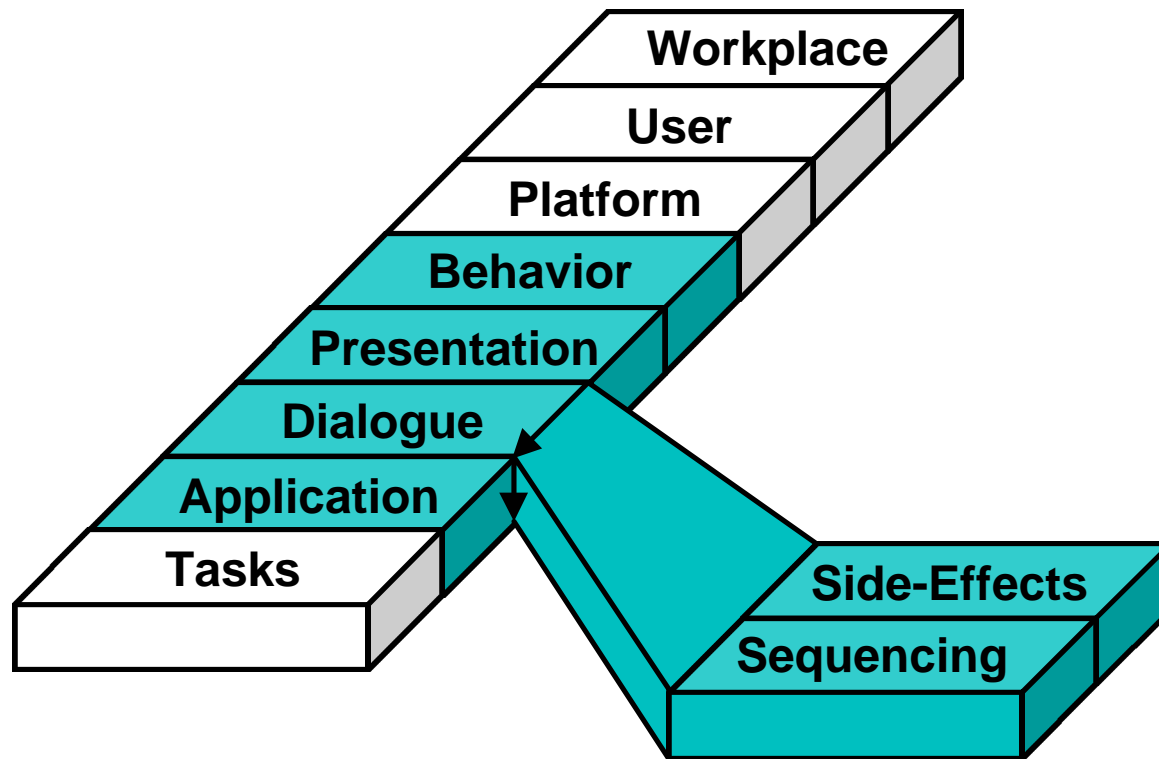 Workplace
User
Platform
Behavior
Presentation
Dialogue
Application
Tasks
Side-Effects
Sequencing